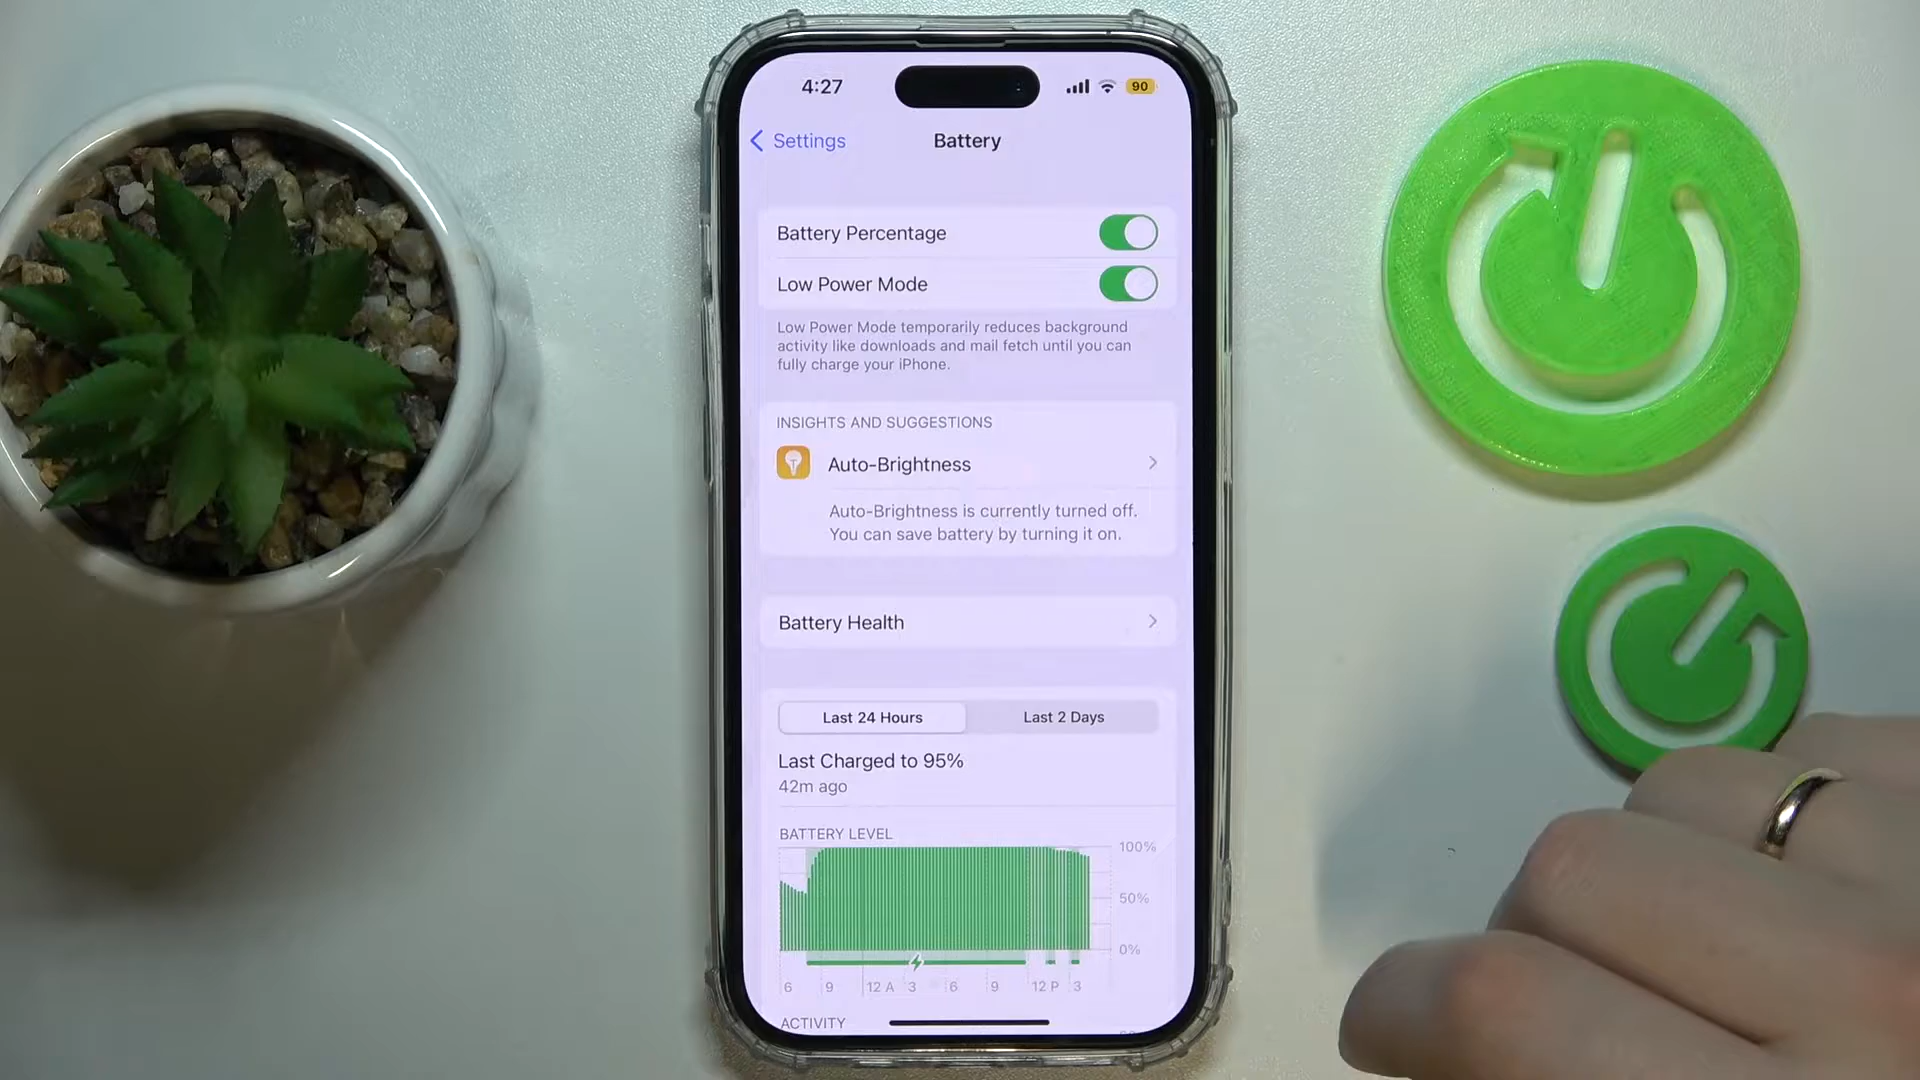 4:27
90
Settings
Battery
Battery Percentage
Low Power Mode
Low Power Mode temporarily reduces background
activity like downloads and mail fetch until you can
fully charge your iPhone.
INSIGHTS AND SUGGESTIONS
Auto-Brightness
Auto-Brightness is currently turned off.
You can save battery by turning it on.
Battery Health
Last 24 Hours
Last 2 Days
Last Charged to 95%
42m ago
BATTERY LEVEL
100%
50%
0%
6 9 12 A 3 6 9 12 P 3
ACTIVITY